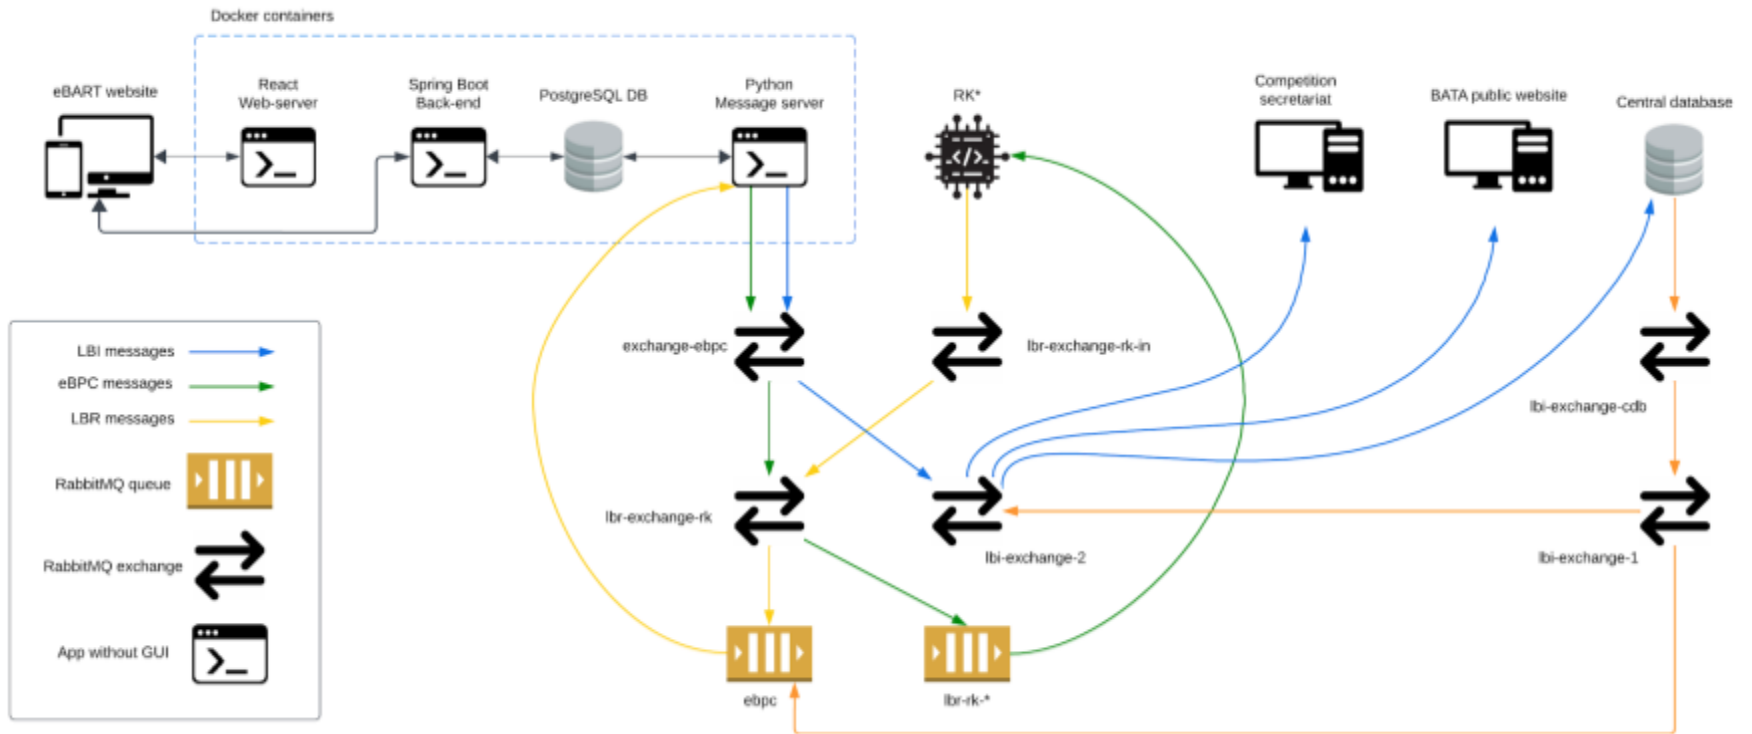 Docker containers
eBART website
React
Web-server
Spring Boot
Back-end
PostgreSQL DB
Python
Message server
RK*
Competition
secretariat
BATA public website
Central database
exchange-ebpc
lbr-exchange-rk-in
lbi-exchange-cdb
LBI messages
eBPC messages
LBR messages
RabbitMQ queue
RabbitMQ exchange
App without GUI
lbr-exchange-rk
lbi-exchange-2
lbi-exchange-1
ebpc
lbr-rk-*